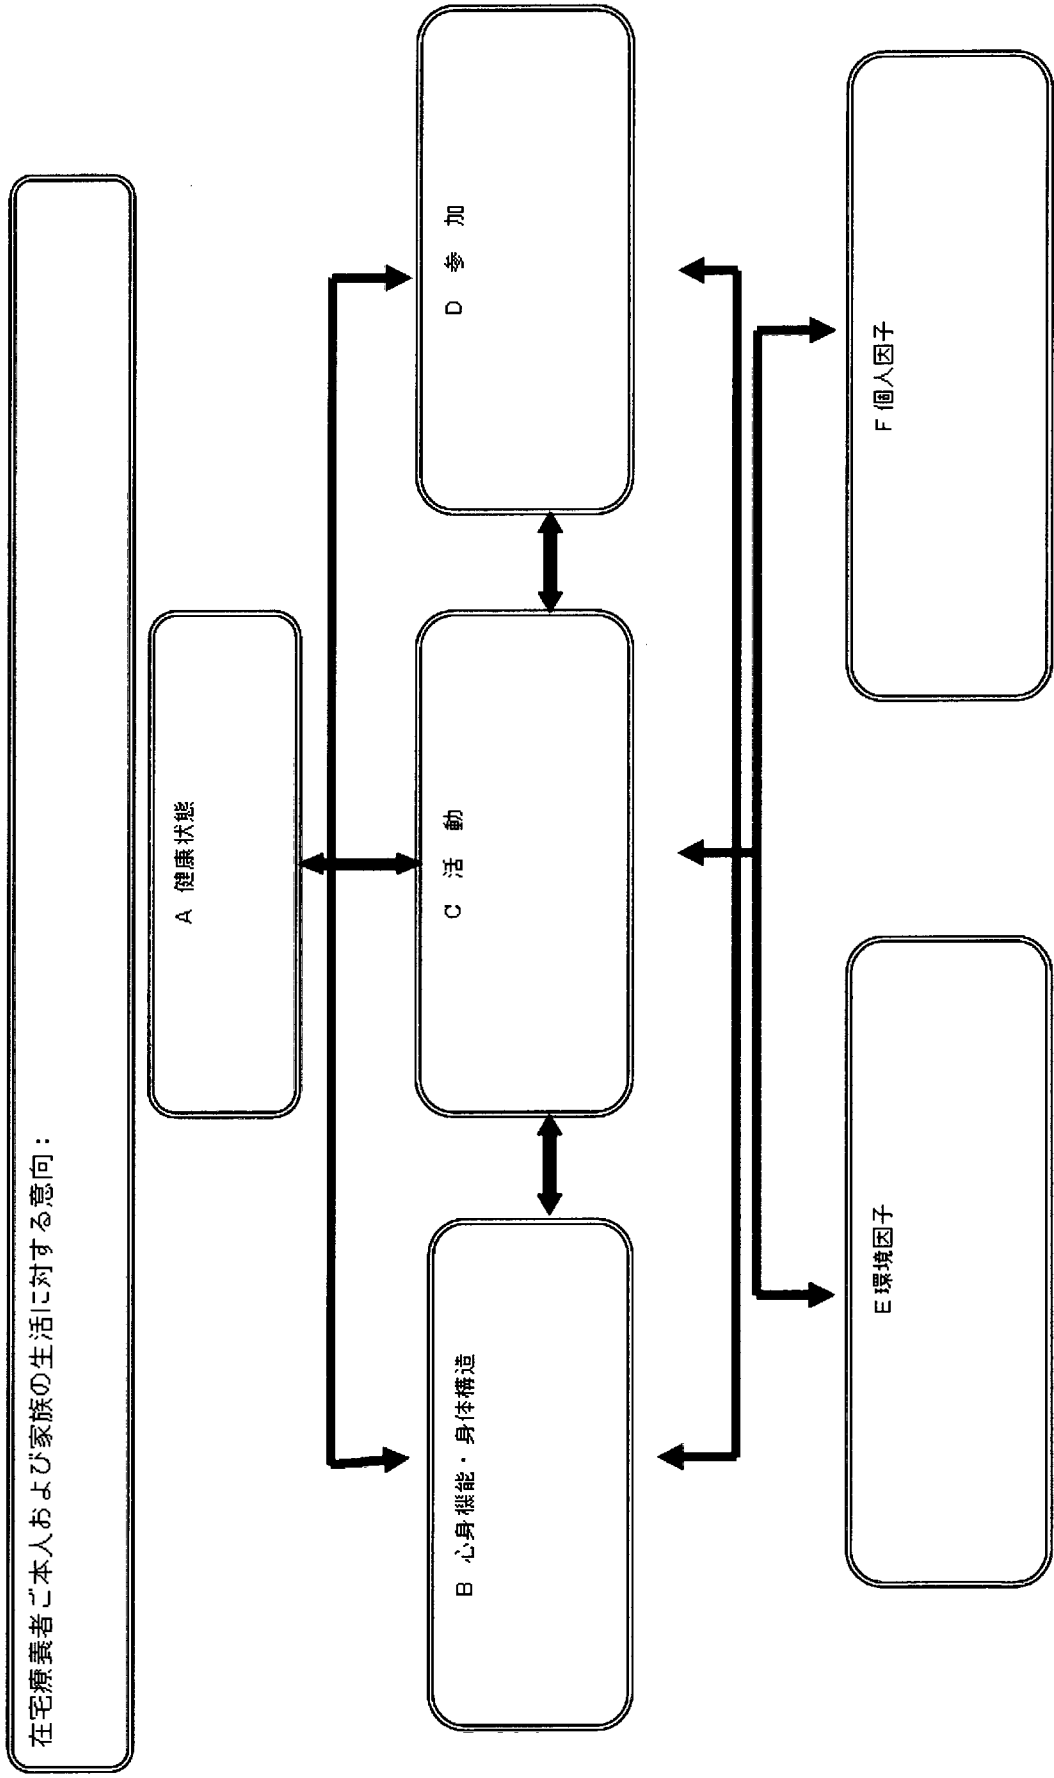 在宅療養者ご本人および家族の生活に対する意向：
A 健康状態
B 心身機能・身体構造
C 活 動
D 参 加
E 環境因子
F 個人因子